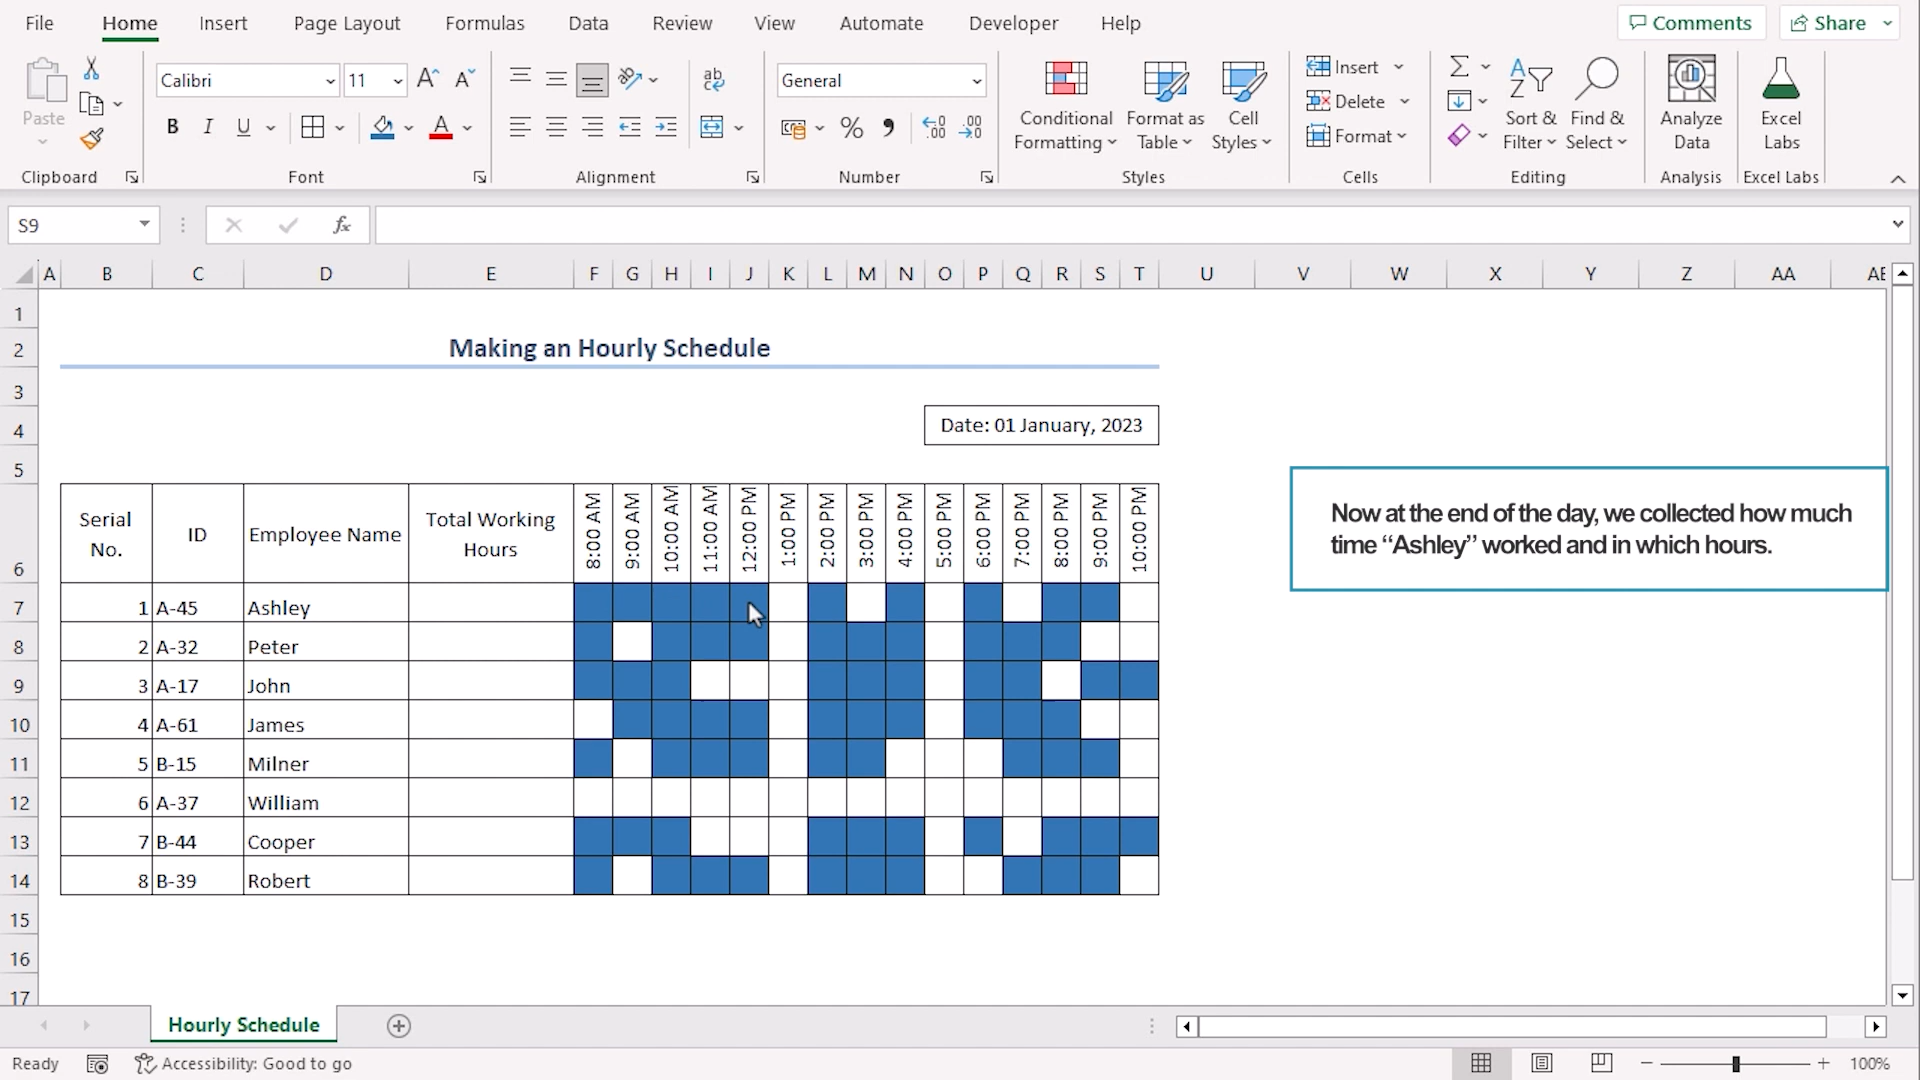 File Home Insert Page Layout Formulas Data Review View Automate Developer Help Comments Share
Paste
Clipboard
Calibri 11
B I U A
Font
ab
Alignment
General
% 00 00
Number
Conditional Formatting
Format as Table
Cell Styles
Styles
Insert
Delete
Format
Cells
Sort & Filter
Find & Select
Editing
Analyze Data
Analysis
Excel Labs
Excel Labs
S9 fx
A B C D E F G H I J K L M N O P Q R S T U V W X Y Z AA
1
2 Making an Hourly Schedule
3
4 Date: 01 January, 2023
5
6 Serial No. ID Employee Name Total Working Hours 8:00 AM 9:00 AM 10:00 AM 11:00 AM 12:00 PM 1:00 PM 2:00 PM 3:00 PM 4:00 PM 5:00 PM 6:00 PM 7:00 PM 8:00 PM 9:00 PM 10:00 PM
Now at the end of the day, we collected how much
time “Ashley” worked and in which hours.
7 1 A-45 Ashley
8 2 A-32 Peter
9 3 A-17 John
10 4 A-61 James
11 5 B-15 Milner
12 6 A-37 William
13 7 B-44 Cooper
14 8 B-39 Robert
15
16
17
Hourly Schedule
Ready Accessibility: Good to go 100%